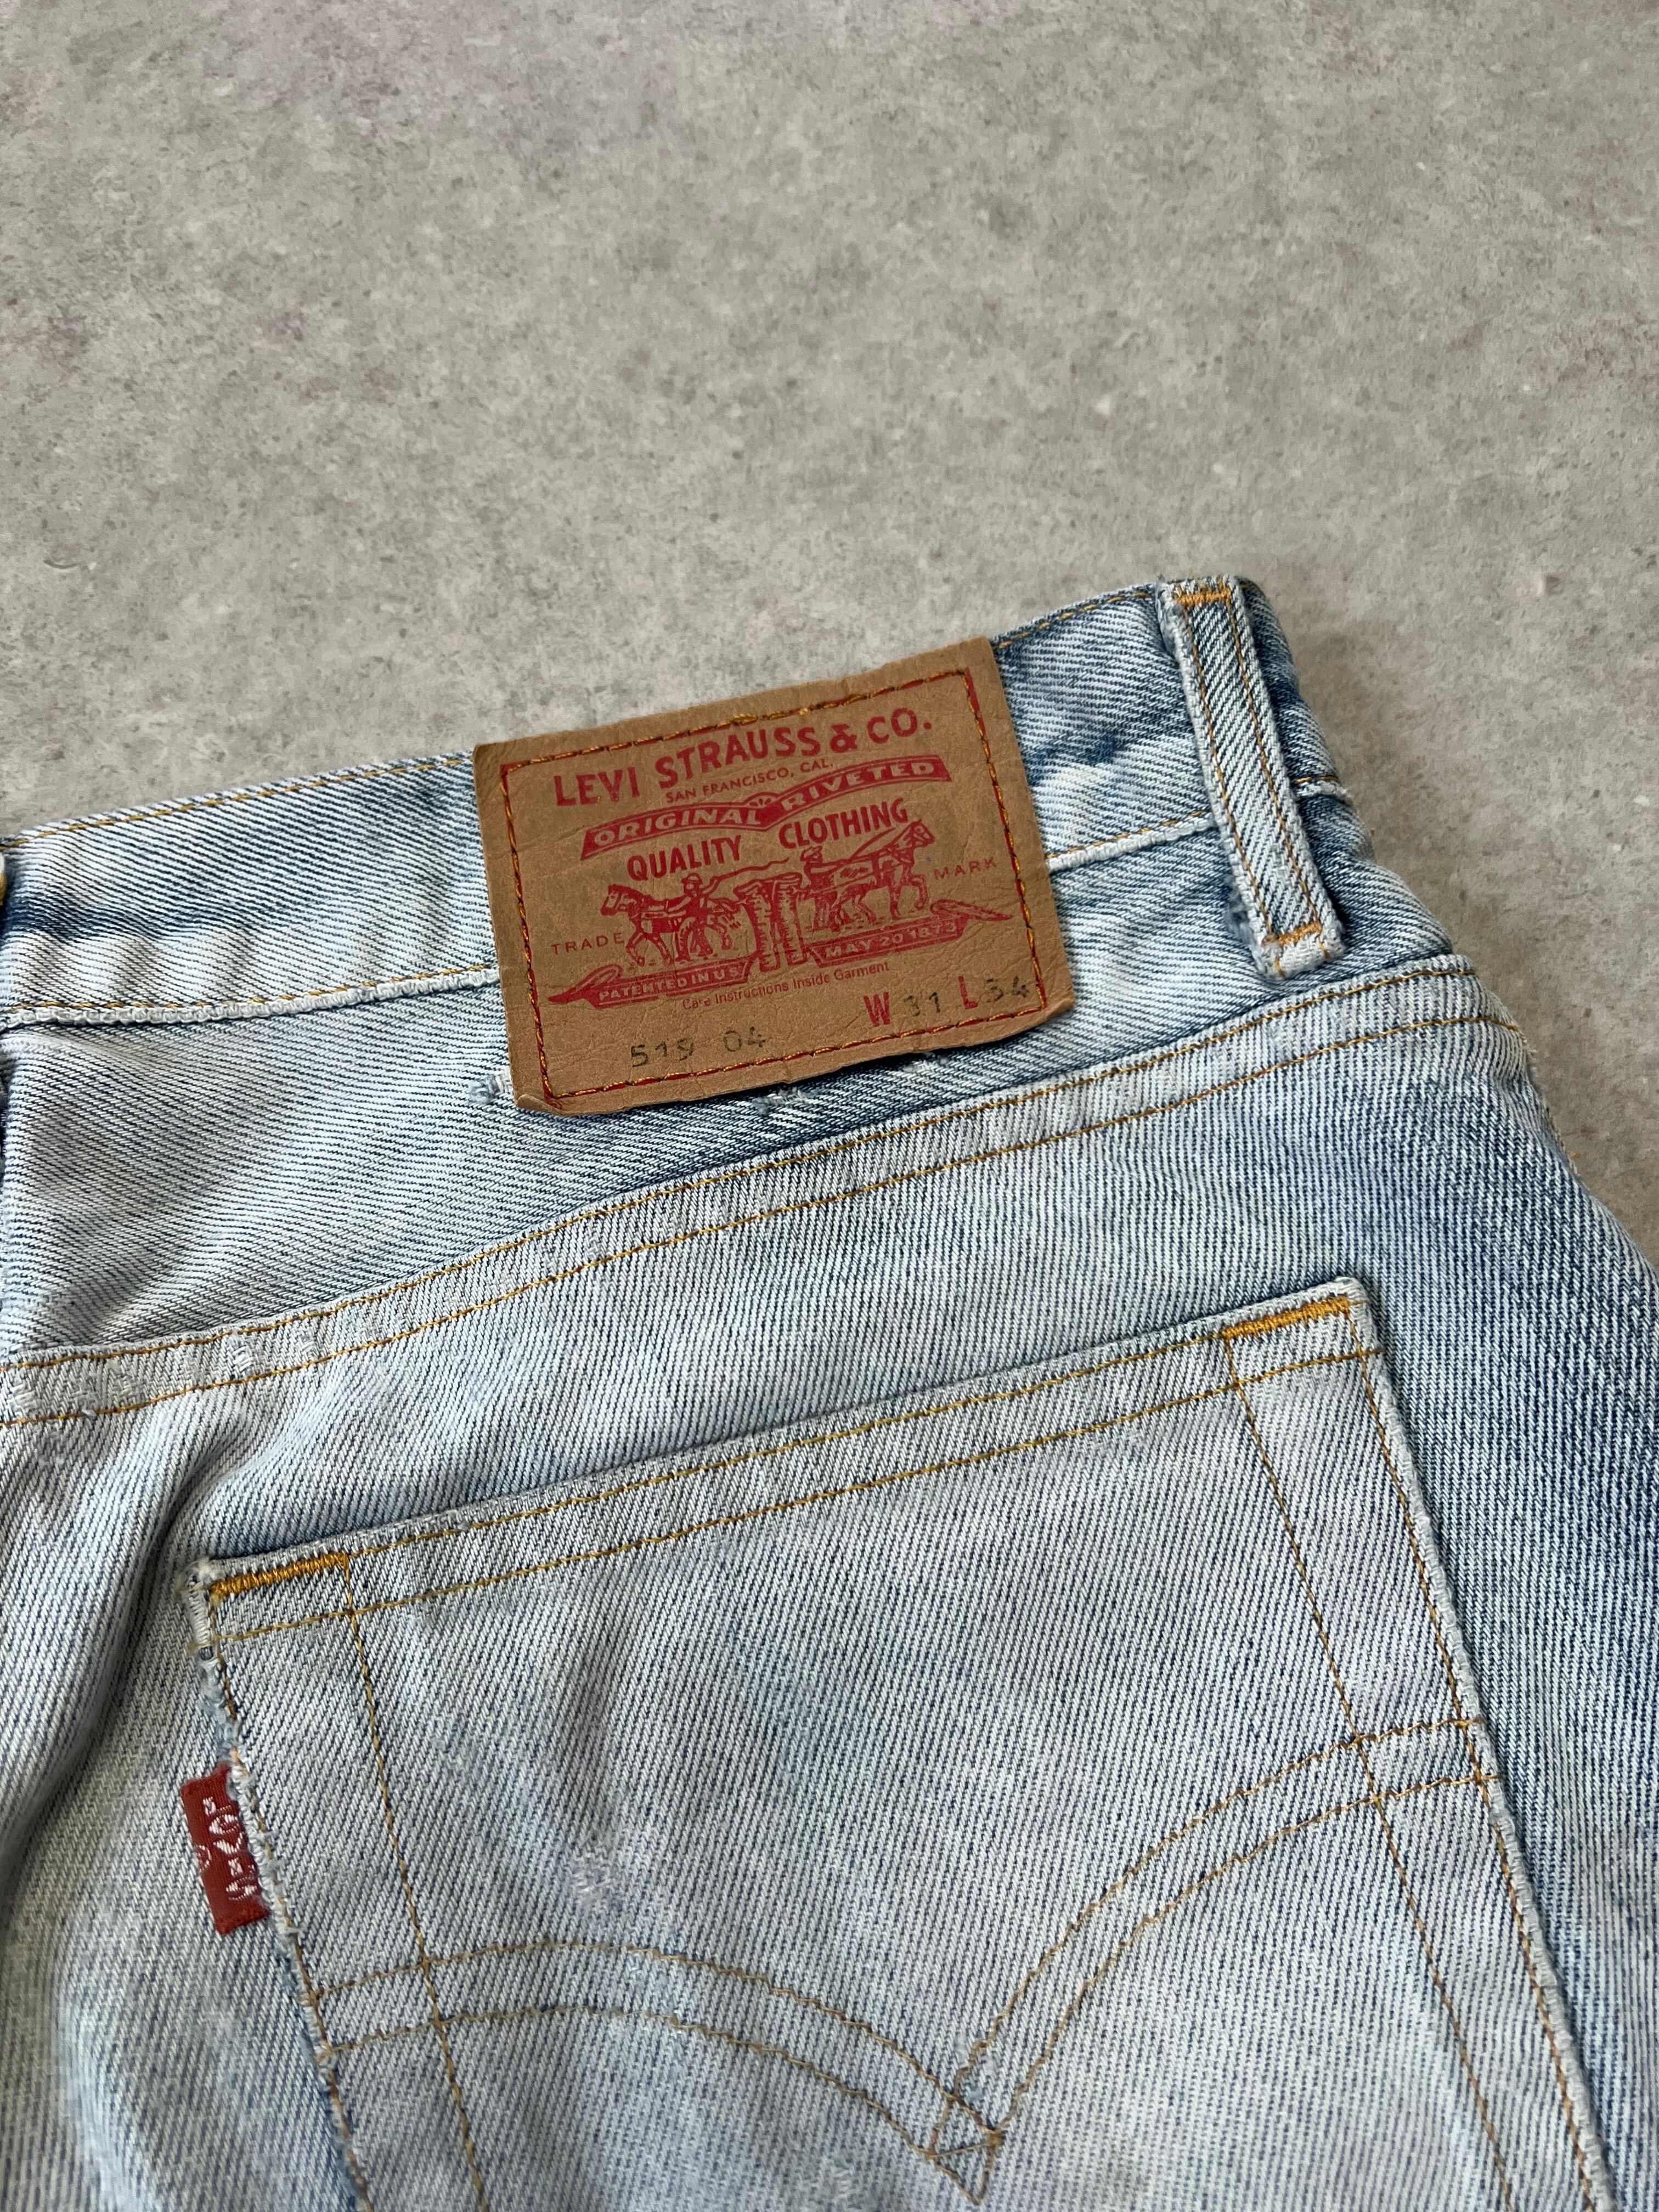 LEVI STRAUSS & CO.
SAN FRANCISCO, CAL.
ORIGINAL RIVETED
QUALITY CLOTHING
TRADE MARK
PATENTED IN US MAY 20 1873
Care Instructions Inside Garment
W 31 L 34
519 04